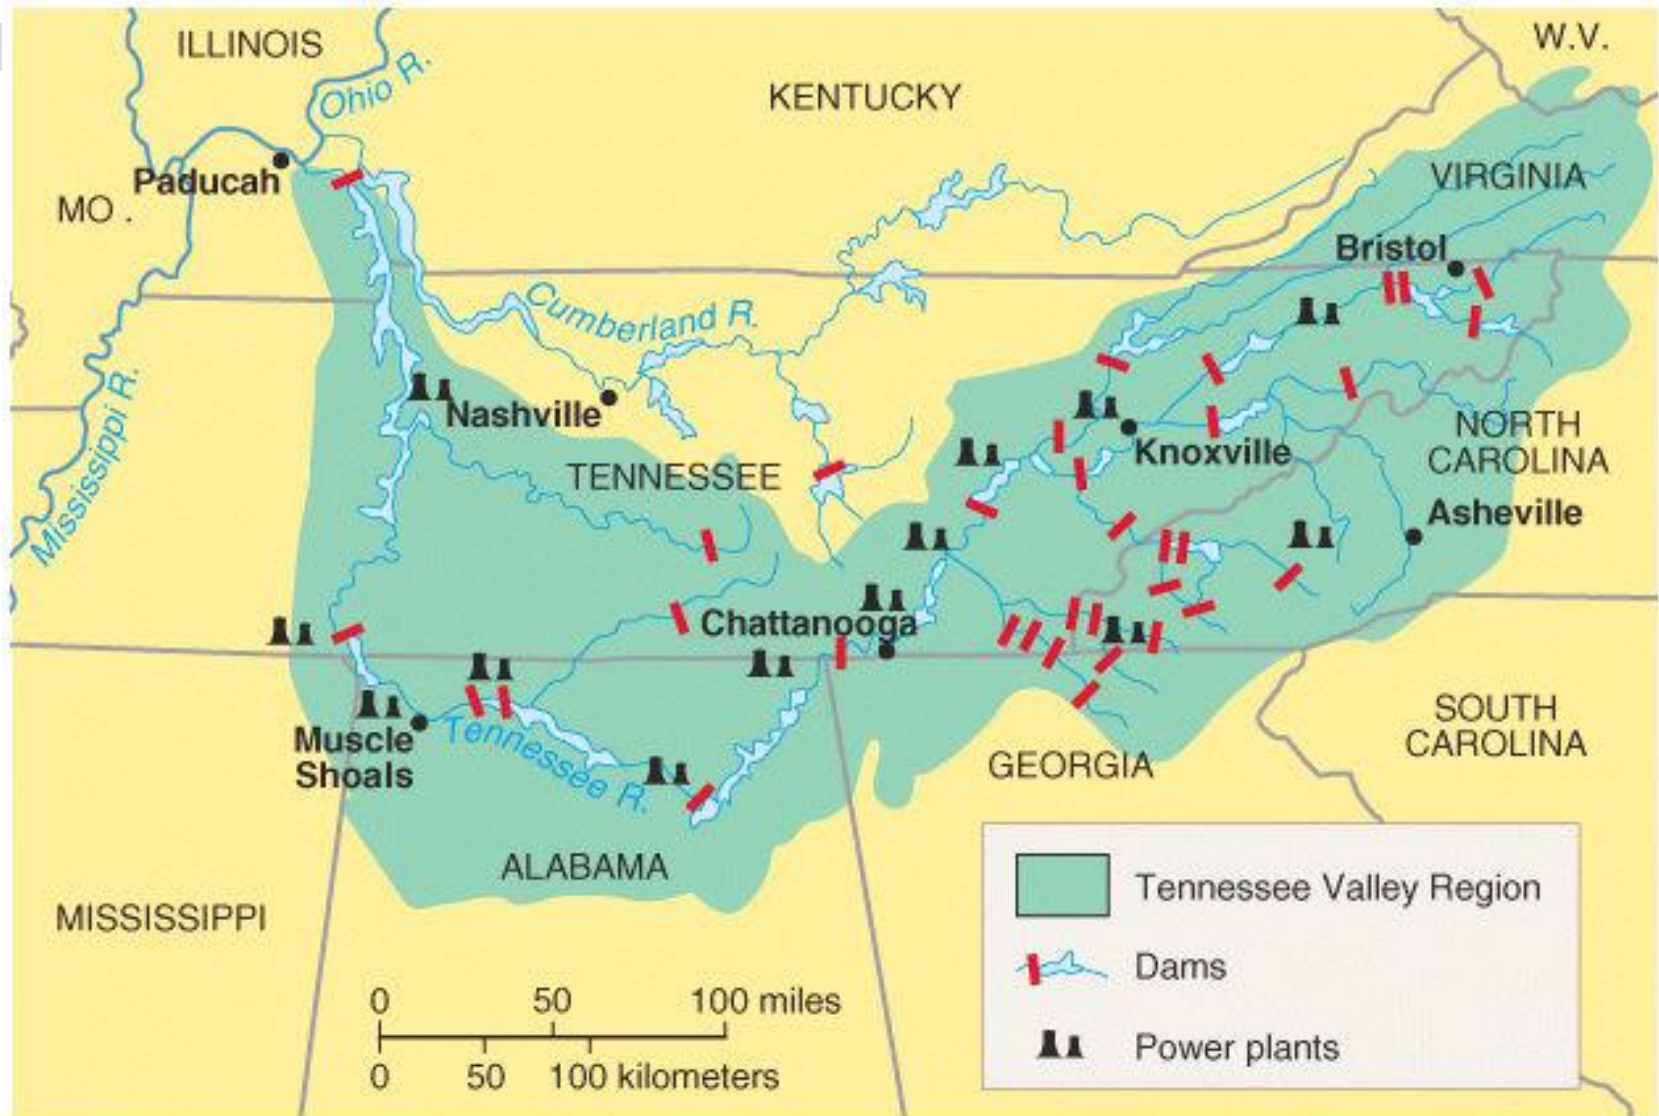 ILLINOIS
Ohio R.
W.V.
KENTUCKY
Paducah
MO .
VIRGINIA
Bristol
Cumberland R.
Mississippi R.
Nashville
TENNESSEE
Knoxville
NORTH
CAROLINA
Asheville
Chattanooga
Muscle
Shoals
Tennessee R.
SOUTH
CAROLINA
GEORGIA
ALABAMA
MISSISSIPPI
Tennessee Valley Region
Dams
Power plants
0 50 100 miles
0 50 100 kilometers